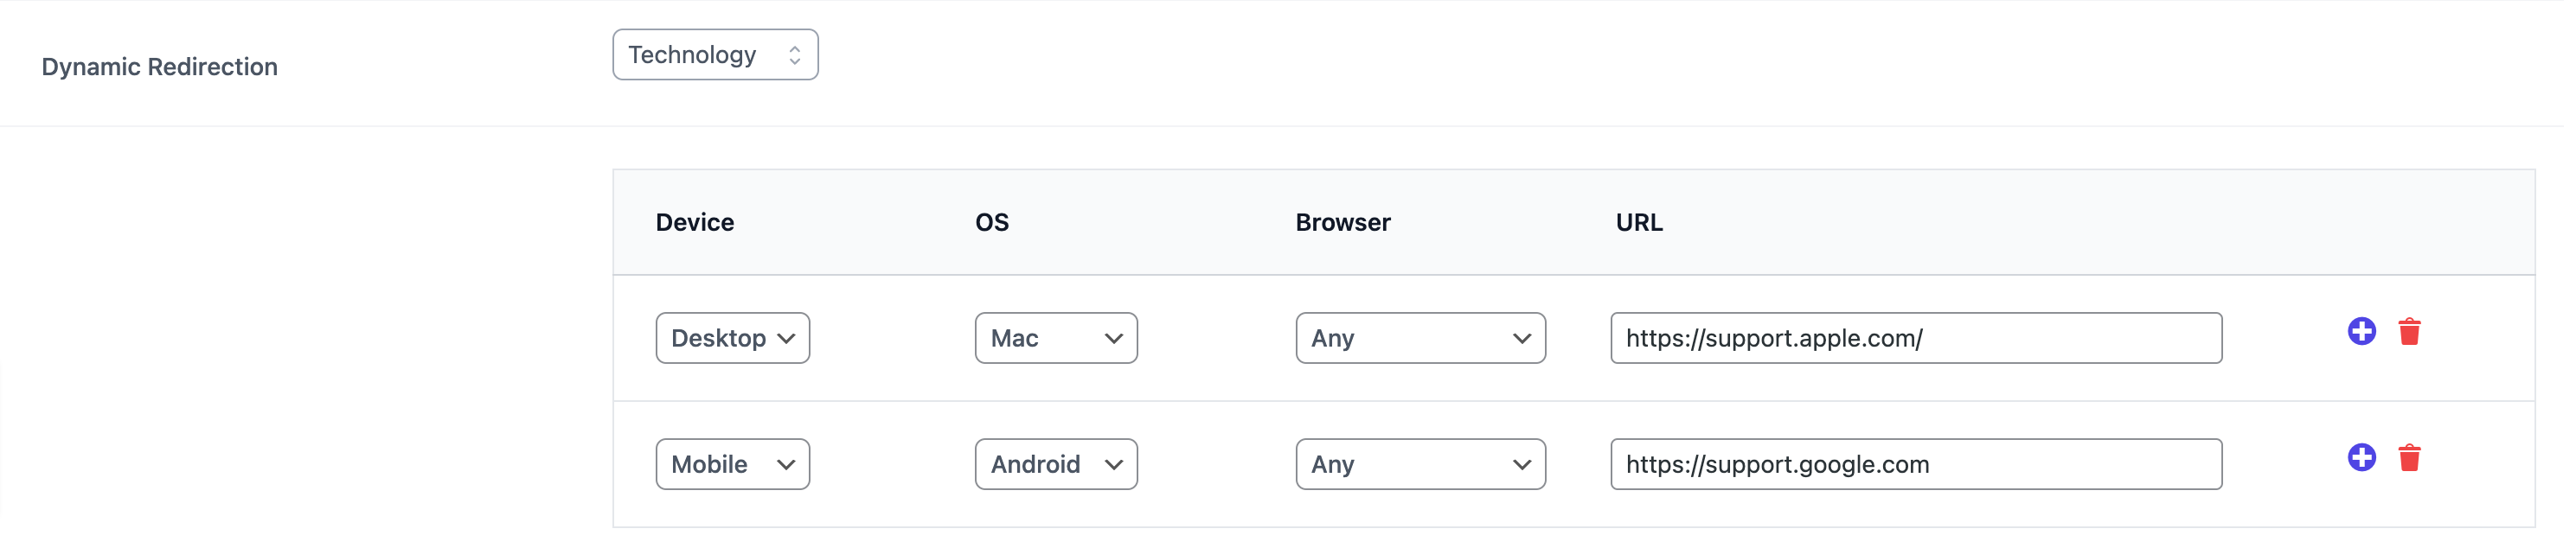 Dynamic Redirection Technology
Device OS Browser URL
Desktop Mac Any https://support.apple.com/
Mobile Android Any https://support.google.com